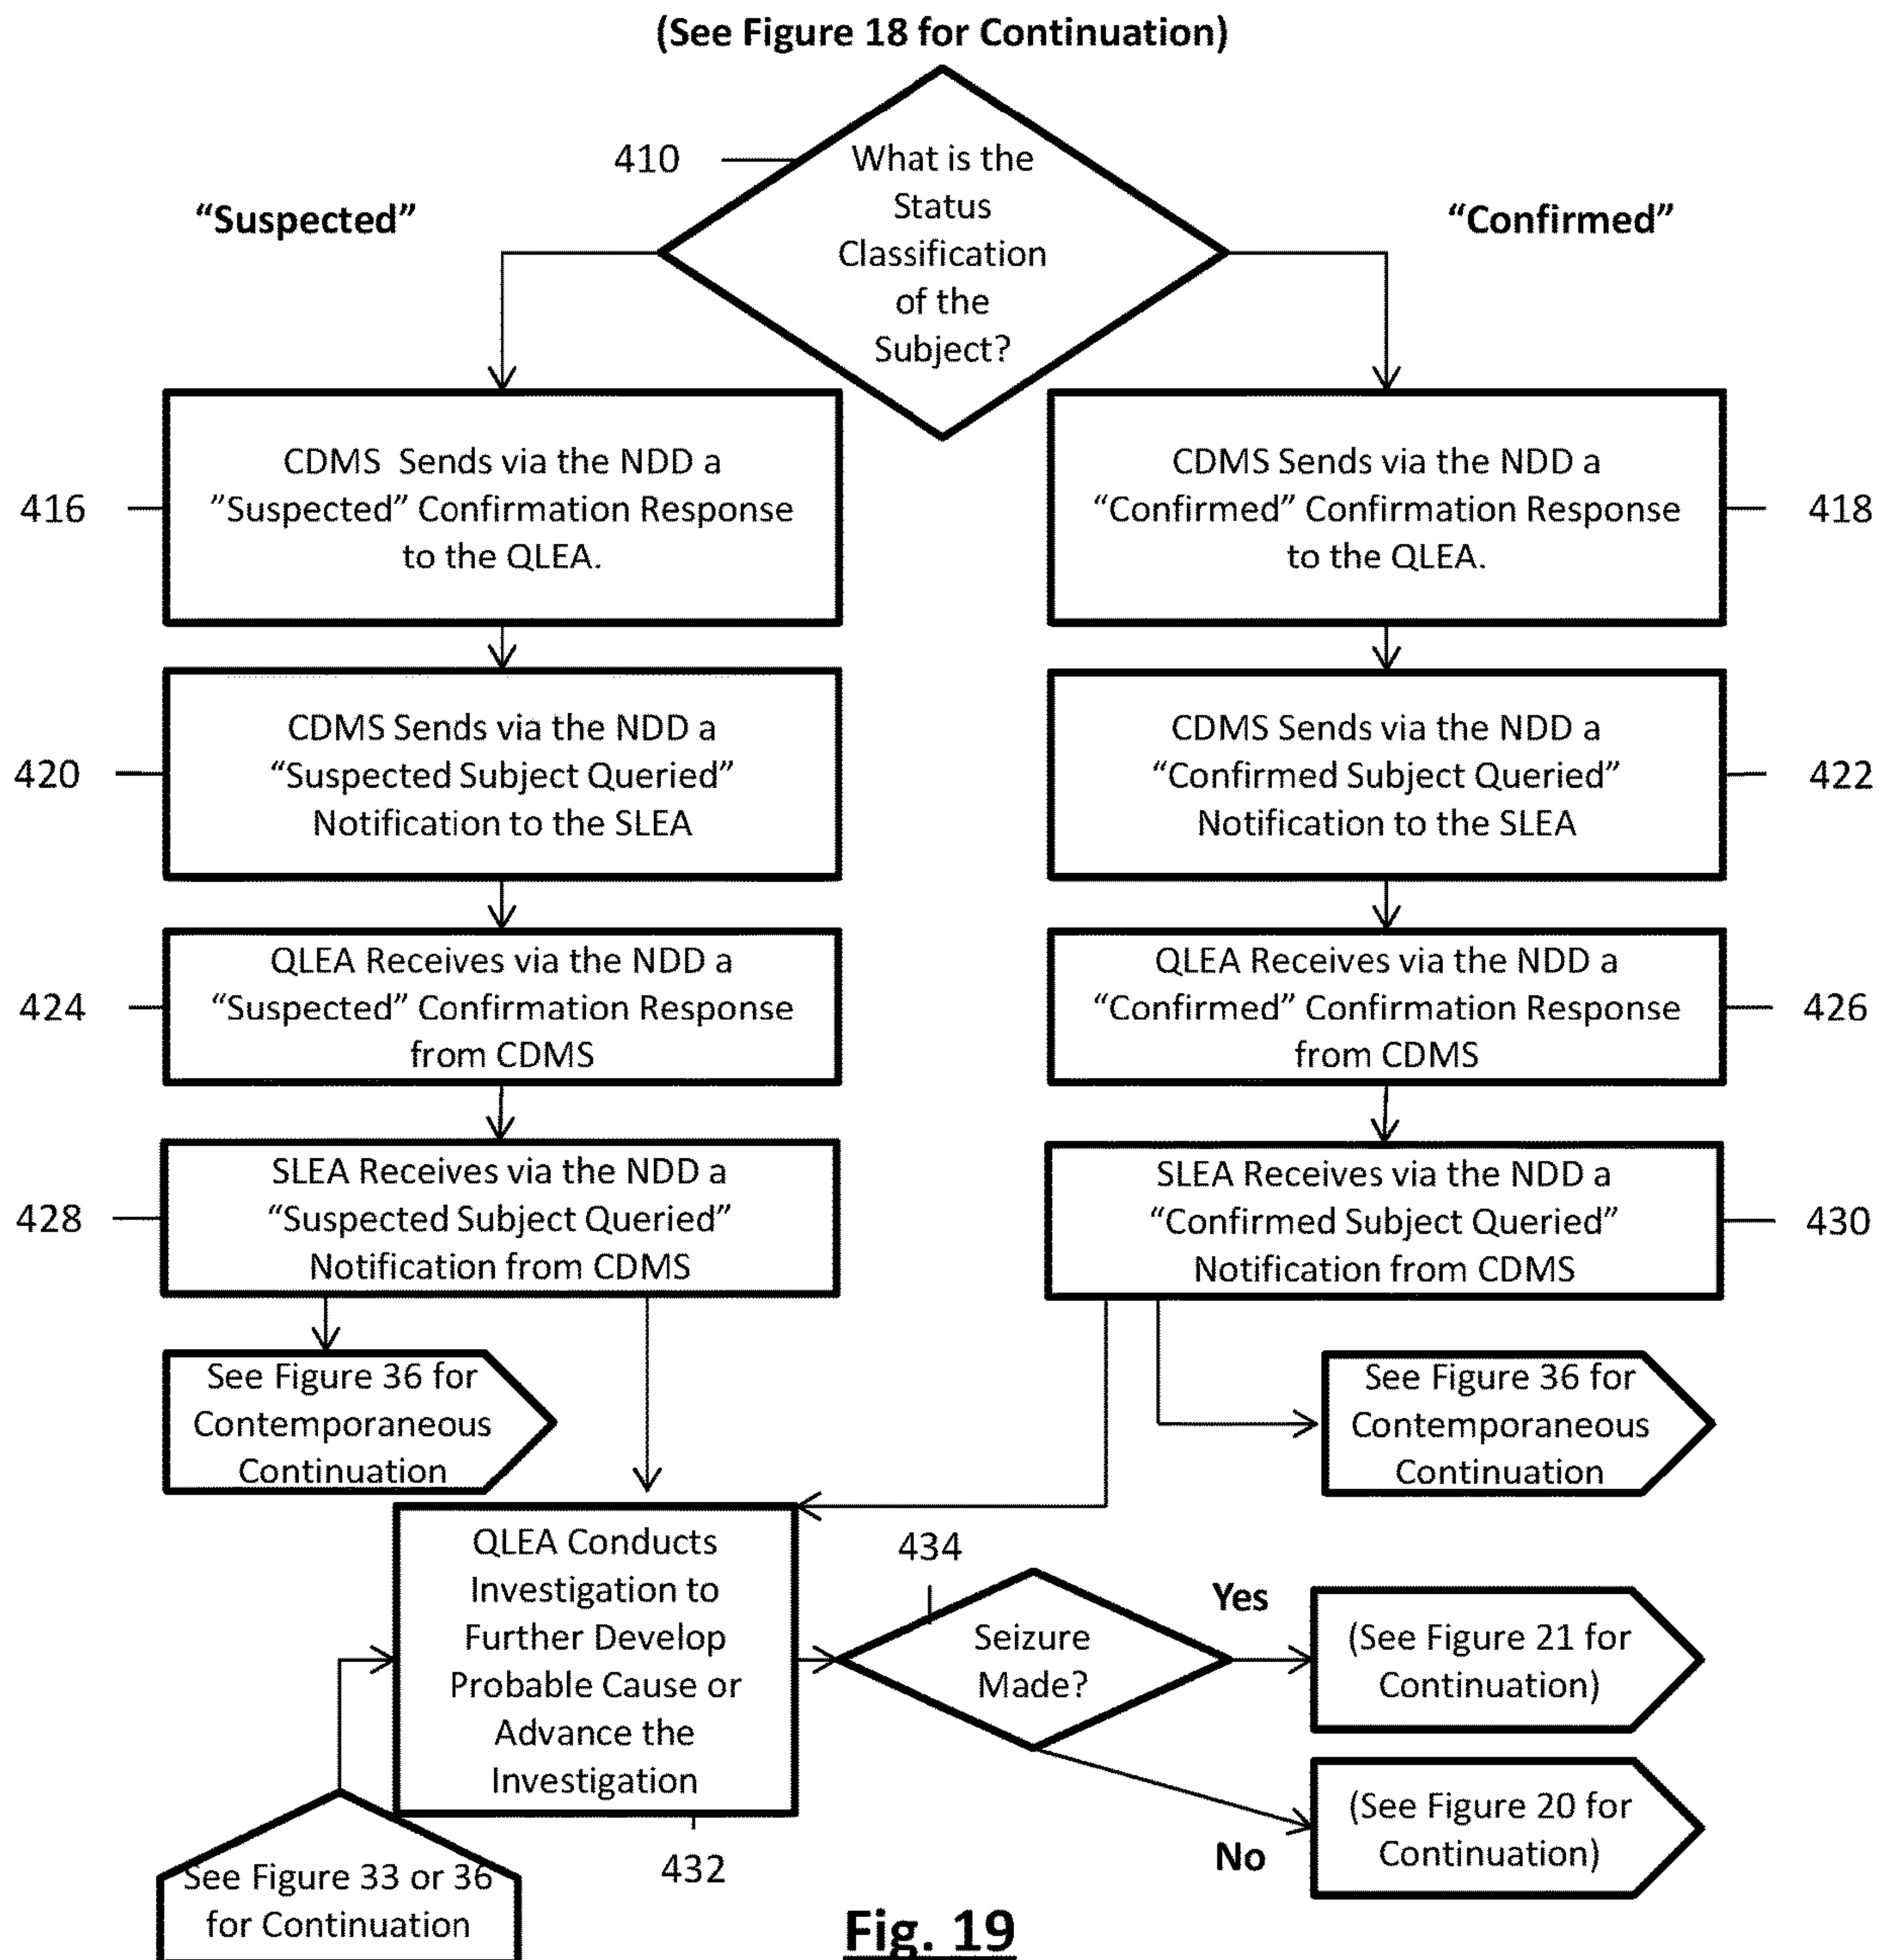 (See Figure 18 for Continuation)
410
What is the
Status
Classification
of the
Subject?
“Suspected”
“Confirmed”
416
CDMS Sends via the NDD a
”Suspected” Confirmation Response
to the QLEA.
CDMS Sends via the NDD a
“Confirmed” Confirmation Response
to the QLEA.
418
420
CDMS Sends via the NDD a
“Suspected Subject Queried”
Notification to the SLEA
CDMS Sends via the NDD a
“Confirmed Subject Queried”
Notification to the SLEA
422
424
QLEA Receives via the NDD a
“Suspected” Confirmation Response
from CDMS
QLEA Receives via the NDD a
“Confirmed” Confirmation Response
from CDMS
426
428
SLEA Receives via the NDD a
“Suspected Subject Queried”
Notification from CDMS
SLEA Receives via the NDD a
“Confirmed Subject Queried”
Notification from CDMS
430
See Figure 36 for
Contemporaneous
Continuation
See Figure 36 for
Contemporaneous
Continuation
QLEA Conducts
Investigation to
Further Develop
Probable Cause or
Advance the
Investigation
432
434
Seizure
Made?
Yes
(See Figure 21 for
Continuation)
No
(See Figure 20 for
Continuation)
See Figure 33 or 36
for Continuation
Fig. 19